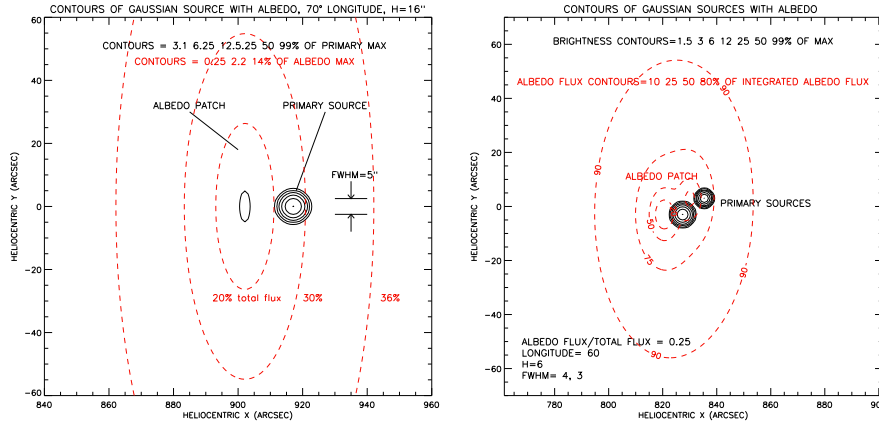 CONTOURS OF GAUSSIAN SOURCE WITH ALBEDO, 70° LONGITUDE, H=16"
CONTOURS = 3.1 6.25 12.5.25 50 99% OF PRIMARY MAX
CONTOURS = 0.25 2.2 14% OF ALBEDO MAX
ALBEDO PATCH
PRIMARY SOURCE
FWHM=5"
20% total flux
30%
36%
HELIOCENTRIC Y (ARCSEC)
60
40
20
0
-20
-40
-60
840
860
880
900
920
940
960
HELIOCENTRIC X (ARCSEC)
CONTOURS OF GAUSSIAN SOURCES WITH ALBEDO
BRIGHTNESS CONTOURS=1.5 3 6 12 25 50 99% OF MAX
ALBEDO FLUX CONTOURS=10 25 50 80% OF INTEGRATED ALBEDO FLUX
90
90
ALBEDO PATCH
PRIMARY SOURCES
50
75
90
90
ALBEDO FLUX/TOTAL FLUX = 0.25
LONGITUDE= 60
H=6
FWHM= 4, 3
HELIOCENTRIC Y (ARCSEC)
60
40
20
0
-20
-40
-60
780
800
820
840
860
880
900
HELIOCENTRIC X (ARCSEC)